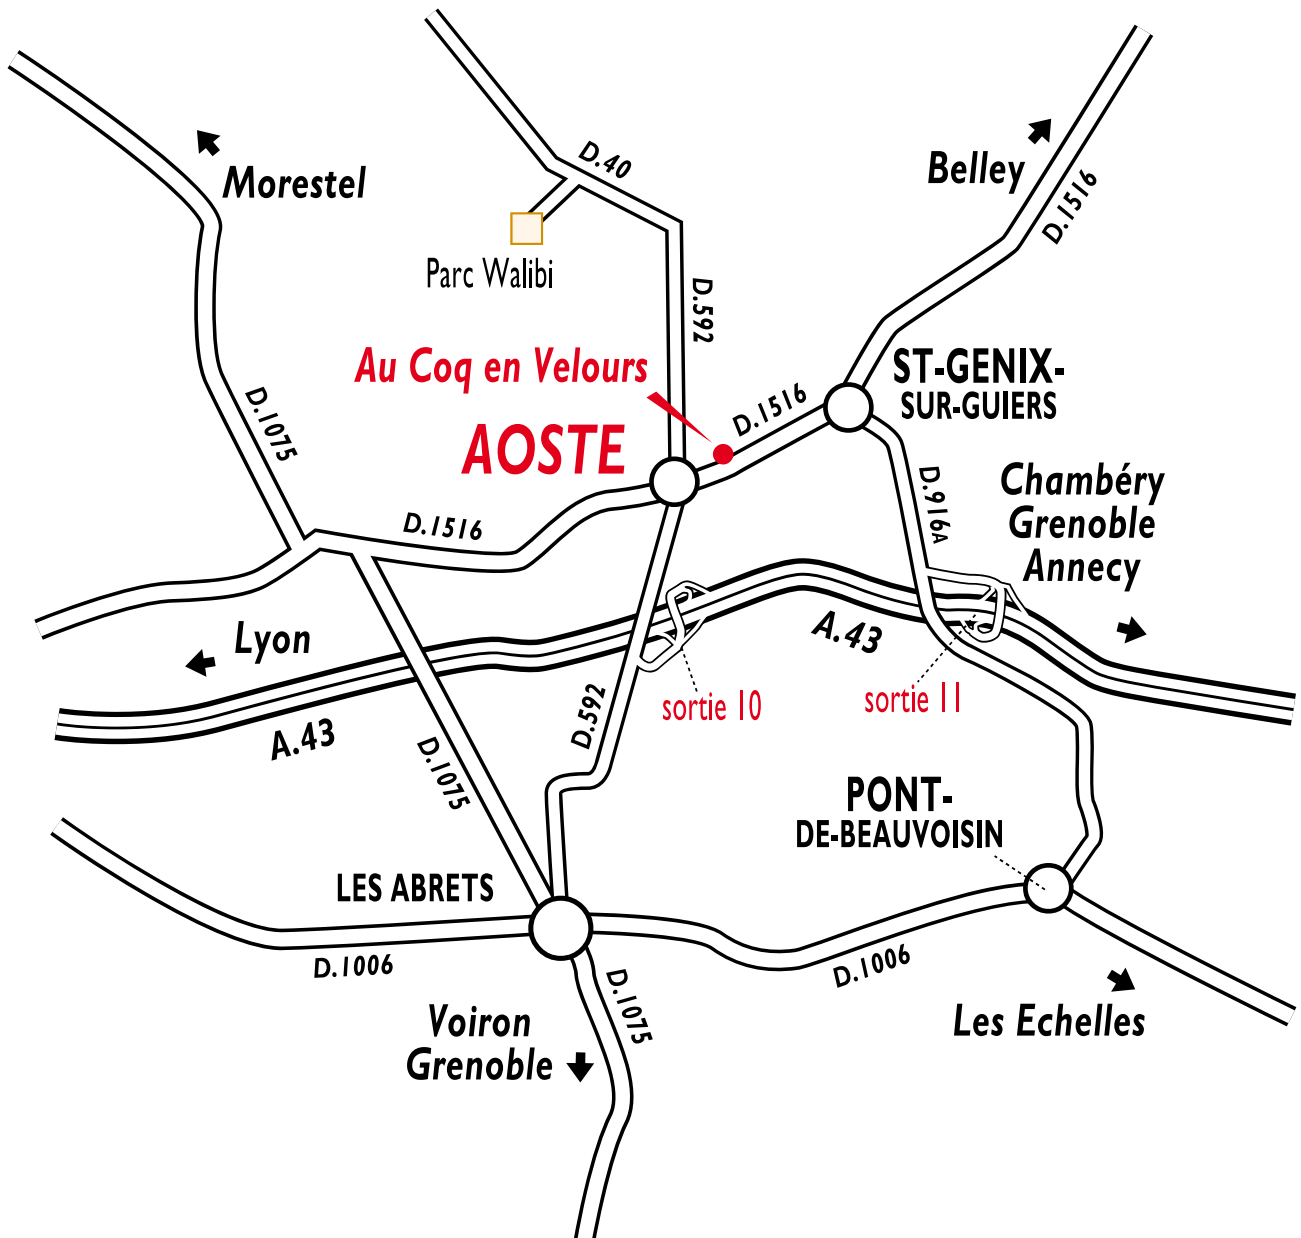 D.40
Morestel
Belley
D.1516
Parc Walibi
D.592
Au Coq en Velours
ST-GENIX-
SUR-GUIERS
D.1075
D.1516
AOSTE
D.916A
Chambéry
Grenoble
Annecy
D.1516
Lyon
A.43
sortie 10
sortie 11
A.43
D.592
D.1075
PONT-
DE-BEAUVOISIN
LES ABRETS
D.1006
D.1006
D.1075
Voiron
Grenoble
Les Echelles